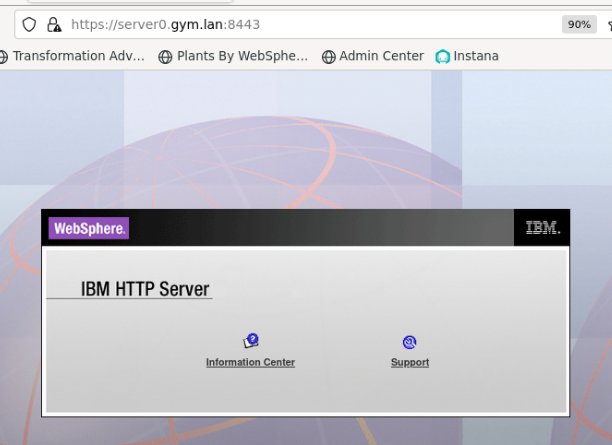 https://server0.gym.lan:8443
90%
Transformation Adv... Plants By WebSphe... Admin Center Instana
WebSphere. IBM.
IBM HTTP Server
Information Center Support